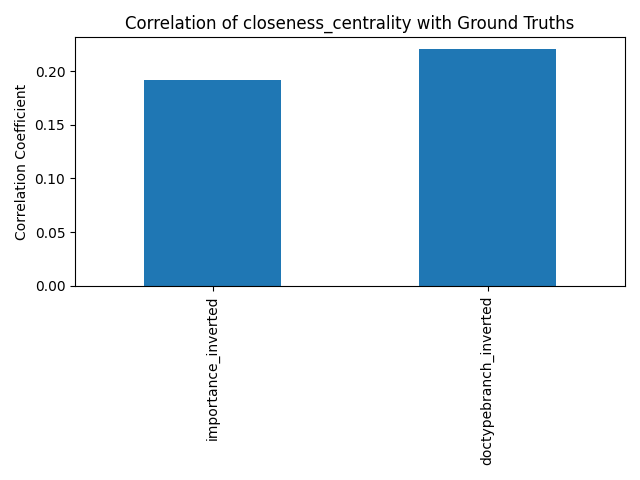 Correlation of closeness_centrality with Ground Truths
Correlation Coefficient
0.20
0.15
0.10
0.05
0.00
importance_inverted
doctypebranch_inverted